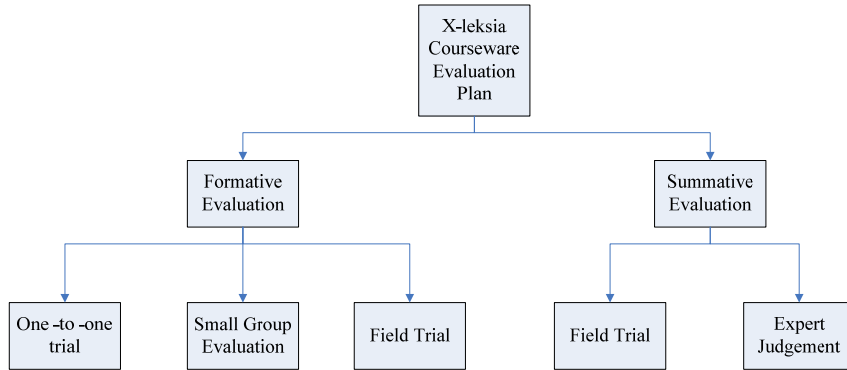 X-leksia
Courseware
Evaluation
Plan
Formative
Evaluation
Summative
Evaluation
One -to -one
trial
Small Group
Evaluation
Field Trial
Field Trial
Expert
Judgement